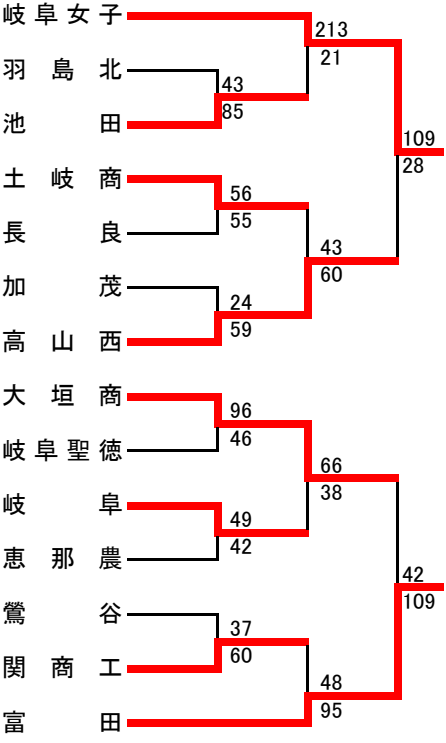 岐阜女子
213
21
羽島北
43
85
池田
109
28
土岐商
56
55
長良
43
60
加茂
24
59
高山西
大垣商
96
46
岐阜聖徳
66
38
岐阜
49
42
恵那農
42
109
鶯谷
37
60
関商工
48
95
富田